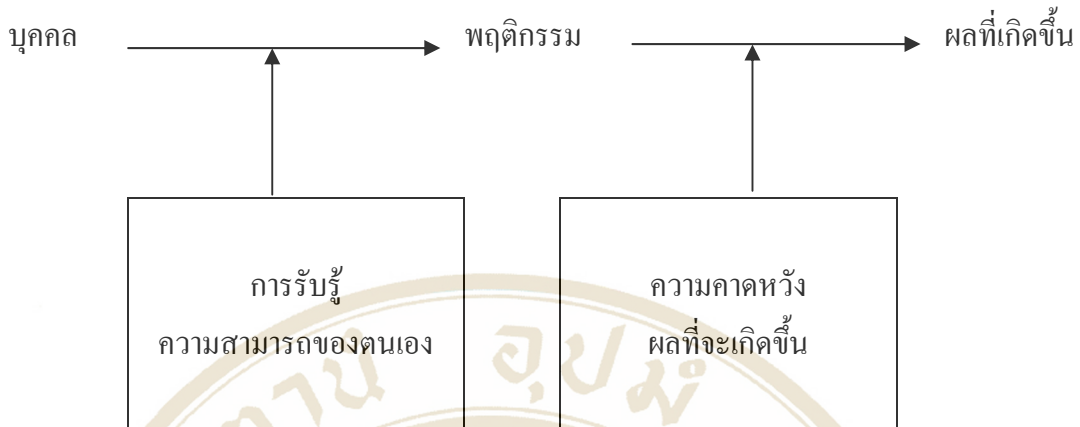 บุคคล พฤติกรรม ผลที่เกิดขึ้น
การรับรู้
ความสามารถของตนเอง
ความคาดหวัง
ผลที่จะเกิดขึ้น